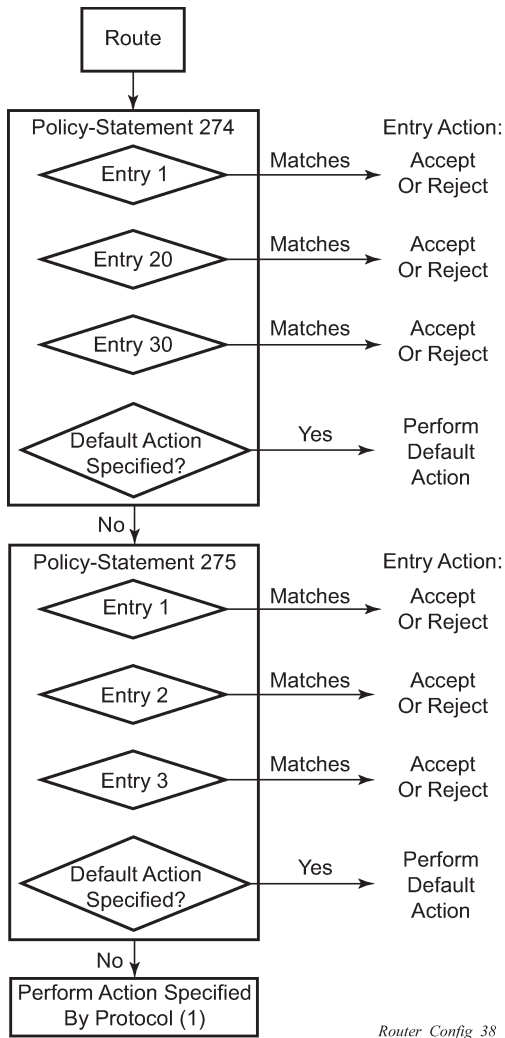 Route
Policy-Statement 274
Entry Action:
Entry 1
Matches
Accept
Or Reject
Entry 20
Matches
Accept
Or Reject
Entry 30
Matches
Accept
Or Reject
Default Action
Specified?
Yes
Perform
Default
Action
No
Policy-Statement 275
Entry Action:
Entry 1
Matches
Accept
Or Reject
Entry 2
Matches
Accept
Or Reject
Entry 3
Matches
Accept
Or Reject
Default Action
Specified?
Yes
Perform
Default
Action
No
Perform Action Specified
By Protocol (1)
Router_Config_38